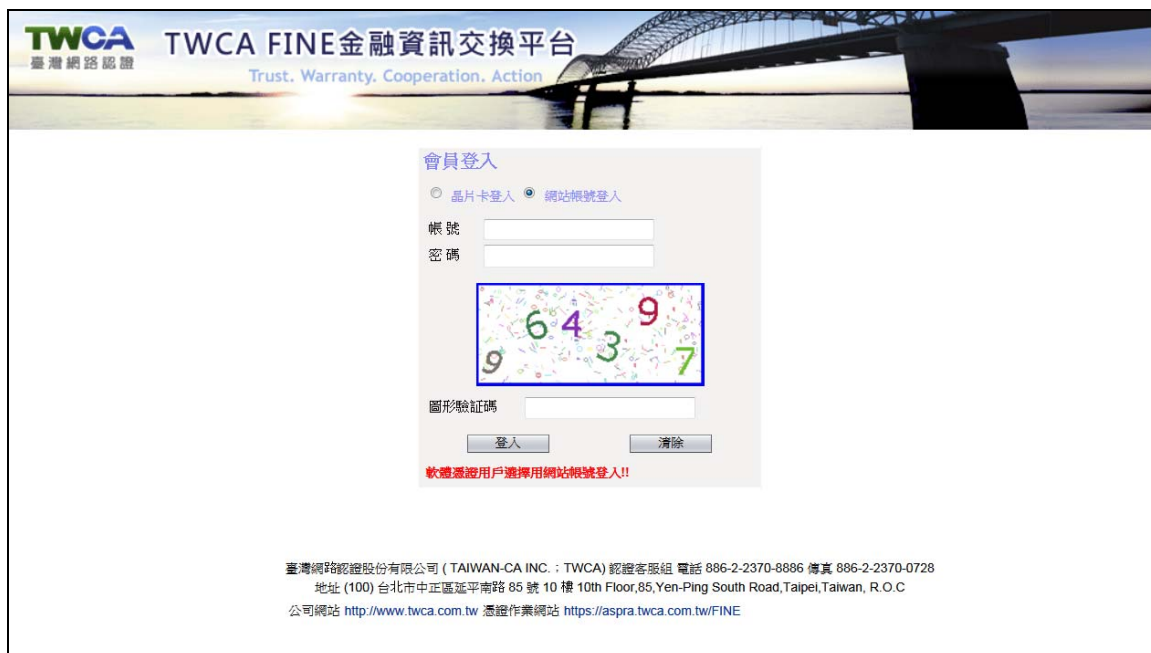 TWCA
臺灣網路認證
TWCA FINE金融資訊交換平台
Trust. Warranty. Cooperation. Action
會員登入
晶片卡登入 網站帳號登入
帳 號
密 碼
9 6 4 3 9 7
圖形驗証碼
登入 清除
軟體憑證用戶選擇用網站帳號登入!!
臺灣網路認證股份有限公司 ( TAIWAN-CA INC.；TWCA) 認證客服組 電話 886-2-2370-8886 傳真 886-2-2370-0728
地址 (100) 台北市中正區延平南路 85 號 10 樓 10th Floor,85,Yen-Ping South Road,Taipei,Taiwan, R.O.C
公司網站 http://www.twca.com.tw 憑證作業網站 https://aspra.twca.com.tw/FINE